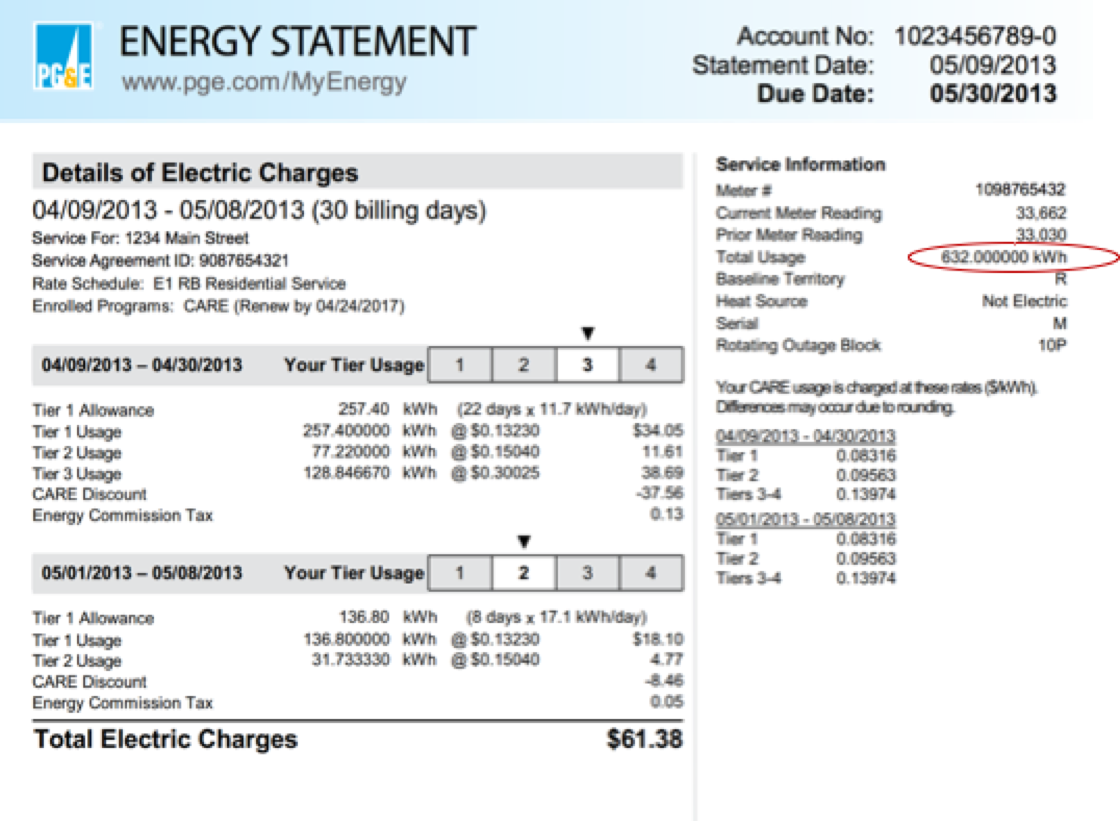 PG&E
ENERGY STATEMENT
www.pge.com/MyEnergy
Account No: 1023456789-0
Statement Date: 05/09/2013
Due Date: 05/30/2013
Details of Electric Charges
04/09/2013 - 05/08/2013 (30 billing days)
Service For: 1234 Main Street
Service Agreement ID: 9087654321
Rate Schedule: E1 RB Residential Service
Enrolled Programs: CARE (Renew by 04/24/2017)
▼
04/09/2013 – 04/30/2013 Your Tier Usage 1 2 3 4
Tier 1 Allowance 257.40 kWh (22 days x 11.7 kWh/day)
Tier 1 Usage 257.400000 kWh @ $0.13230 $34.05
Tier 2 Usage 77.220000 kWh @ $0.15040 11.61
Tier 3 Usage 128.846670 kWh @ $0.30025 38.69
CARE Discount -37.56
Energy Commission Tax 0.13
▼
05/01/2013 – 05/08/2013 Your Tier Usage 1 2 3 4
Tier 1 Allowance 136.80 kWh (8 days x 17.1 kWh/day)
Tier 1 Usage 136.800000 kWh @ $0.13230 $18.10
Tier 2 Usage 31.733330 kWh @ $0.15040 4.77
CARE Discount -8.46
Energy Commission Tax 0.05
Total Electric Charges $61.38
Service Information
Meter # 1098765432
Current Meter Reading 33,662
Prior Meter Reading 33,030
Total Usage 632.000000 kWh
Baseline Territory R
Heat Source Not Electric
Serial M
Rotating Outage Block 10P
Your CARE usage is charged at these rates ($/kWh).
Differences may occur due to rounding.
04/09/2013 - 04/30/2013
Tier 1 0.08316
Tier 2 0.09563
Tiers 3-4 0.13974
05/01/2013 - 05/08/2013
Tier 1 0.08316
Tier 2 0.09563
Tiers 3-4 0.13974